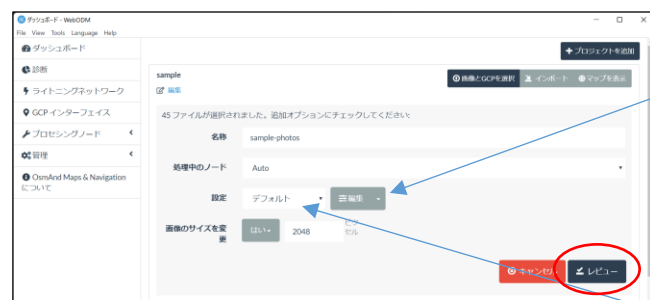 ダッシュボード - WebODM
File View Tools Language Help
ダッシュボード
診断
ライトニングネットワーク
GCP インターフェイス
プロセシングノード
管理
OsmAnd Maps & Navigation
について
プロジェクトを追加
sample
編集
画像とGCPを選択
インポート
マップを表示
45 ファイルが選択されました。追加オプションにチェックしてください:
名称
sample-photos
処理中のノード
Auto
設定
デフォルト
編集
画像のサイズを変
更
はい
2048
ピク
セル
キャンセル
レビュー